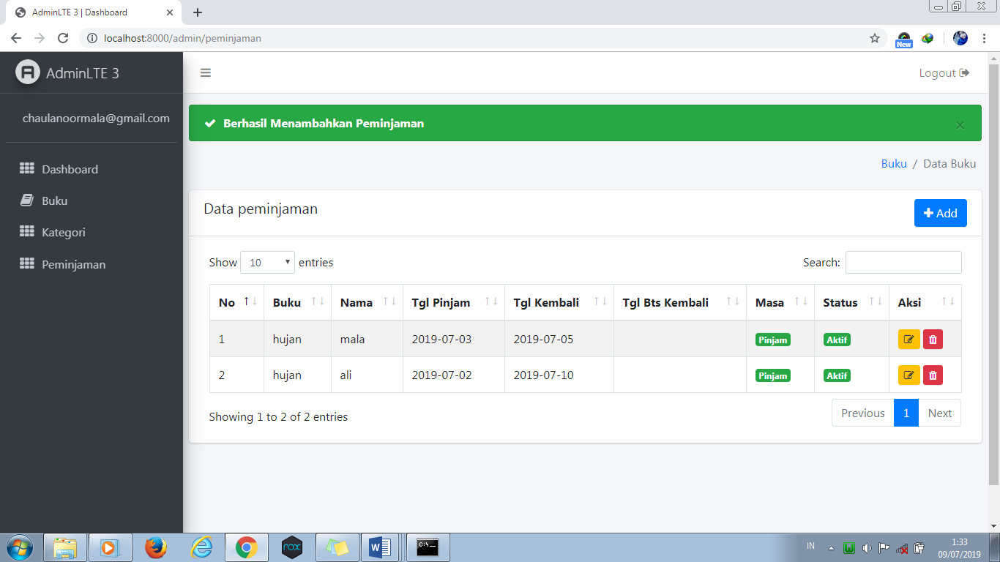 AdminLTE 3 | Dashboard
localhost:8000/admin/peminjaman
New
AdminLTE 3
Logout
chaulanoormala@gmail.com
Berhasil Menambahkan Peminjaman
×
Buku / Data Buku
Dashboard
Buku
Kategori
Peminjaman
Data peminjaman
Add
Show 10 entries
Search:
No Buku Nama Tgl Pinjam Tgl Kembali Tgl Bts Kembali Masa Status Aksi
1 hujan mala 2019-07-03 2019-07-05 Pinjam Aktif
2 hujan ali 2019-07-02 2019-07-10 Pinjam Aktif
Showing 1 to 2 of 2 entries
Previous 1 Next
nox
IN
1:33
09/07/2019